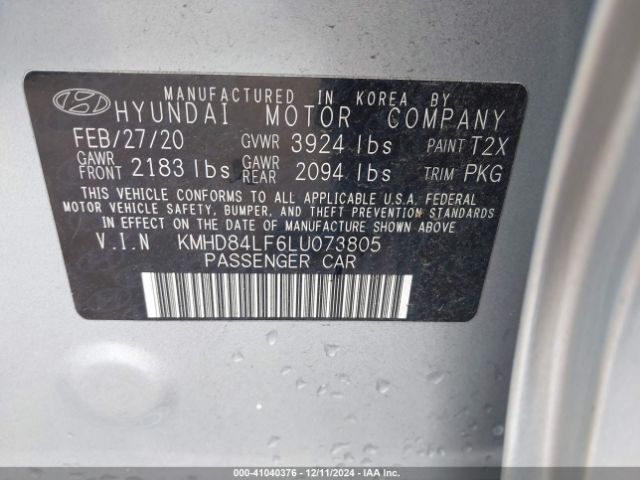 MANUFACTURED IN KOREA BY
HYUNDAI MOTOR COMPANY
FEB/27/20 GVWR 3924 lbs PAINT T2X
GAWR FRONT 2183 lbs GAWR REAR 2094 lbs TRIM PKG
THIS VEHICLE CONFORMS TO ALL APPLICABLE U.S.A. FEDERAL
MOTOR VEHICLE SAFETY, BUMPER, AND THEFT PREVENTION
STANDARDS IN EFFECT ON THE DATE OF MANUFACTURE SHOWN ABOVE.
V.I.N KMHD84LF6LU073805
PASSENGER CAR
000-41040376 - 12/11/2024 - IAA Inc.